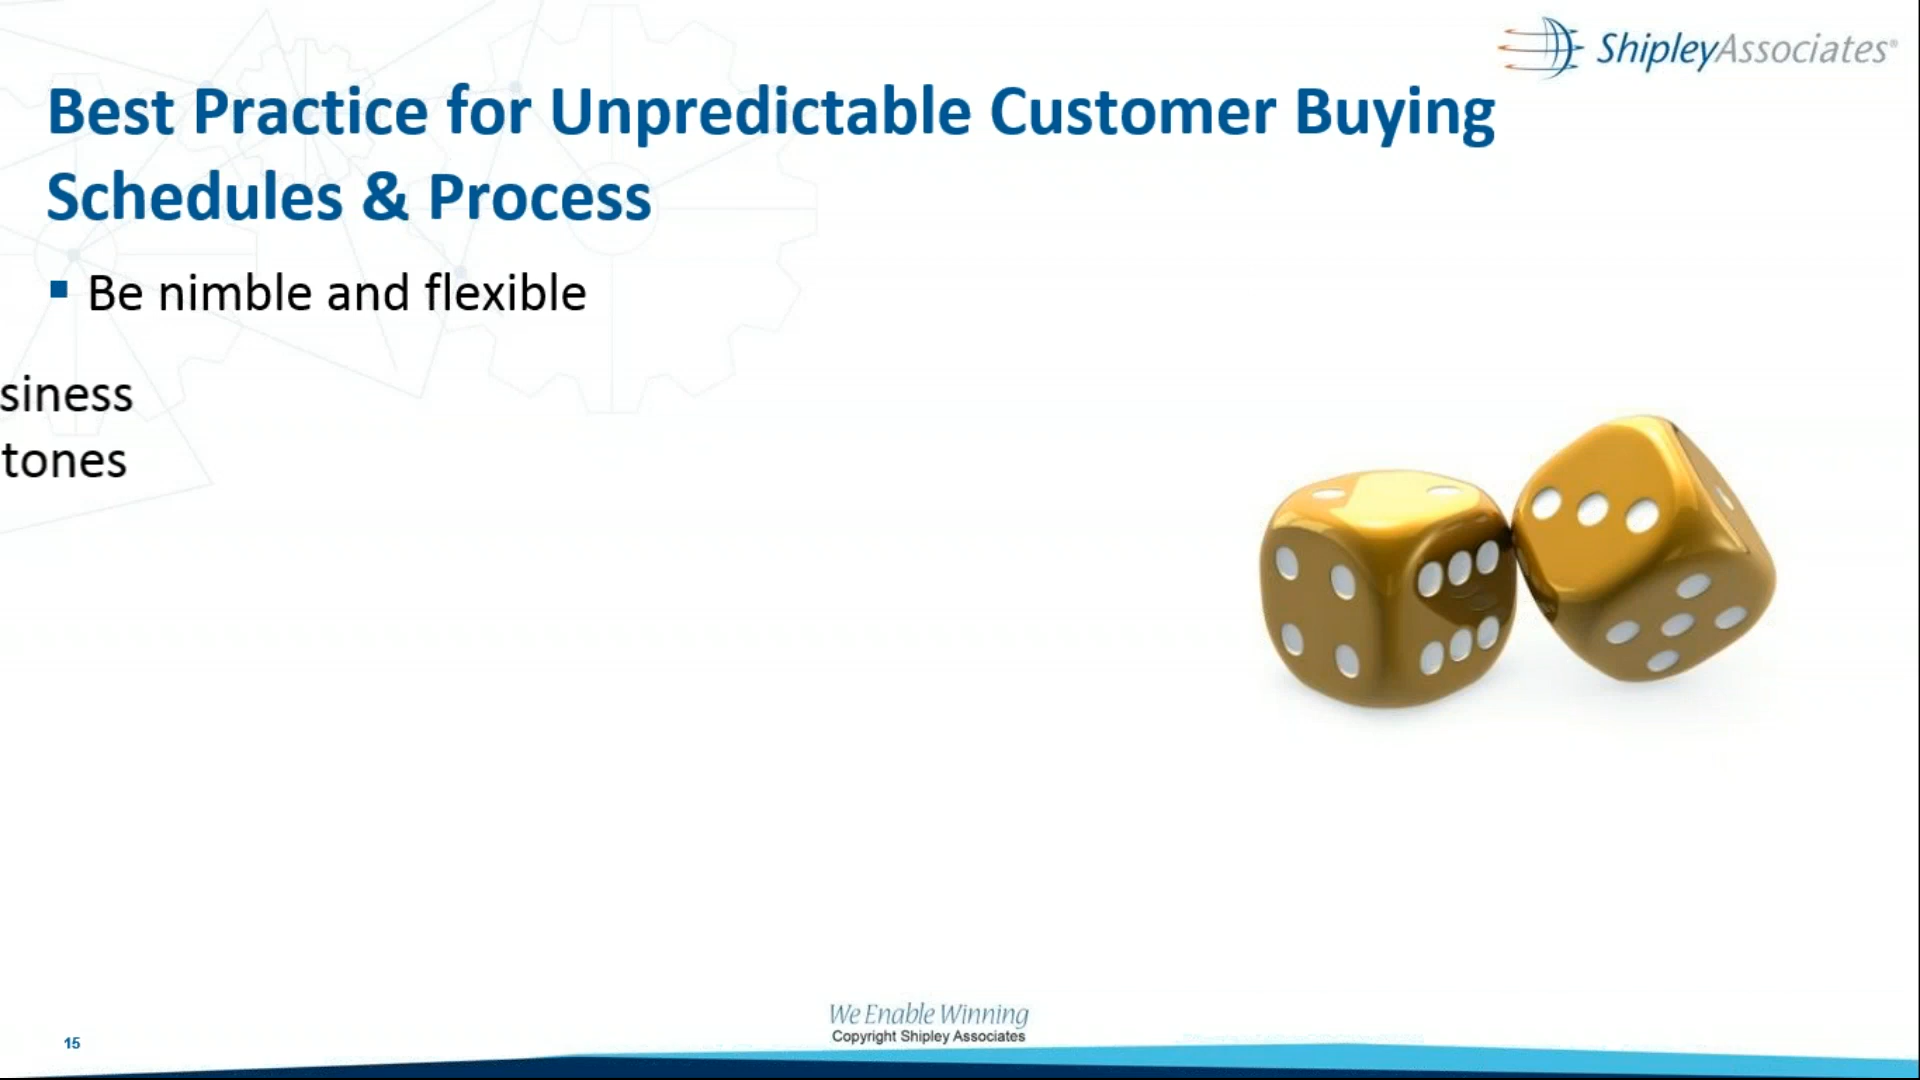 ShipleyAssociates®
Best Practice for Unpredictable Customer Buying
Schedules & Process
Be nimble and flexible
siness
tones
We Enable Winning
Copyright Shipley Associates
15